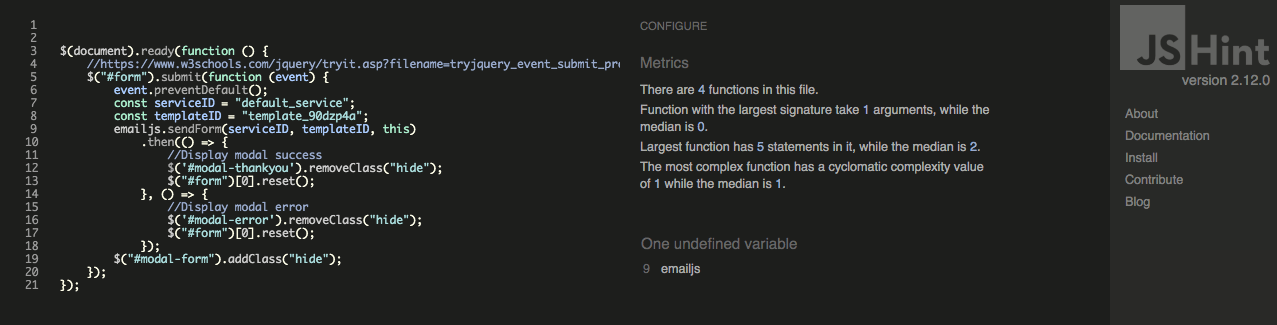 1
2
3 $(document).ready(function () {
4 //https://www.w3schools.com/jquery/tryit.asp?filename=tryjquery_event_submit_pre
5 $("#form").submit(function (event) {
6 event.preventDefault();
7 const serviceID = "default_service";
8 const templateID = "template_90dzp4a";
9 emailjs.sendForm(serviceID, templateID, this)
10 .then(() => {
11 //Display modal success
12 $('#modal-thankyou').removeClass("hide");
13 $("#form")[0].reset();
14 }, () => {
15 //Display modal error
16 $('#modal-error').removeClass("hide");
17 $("#form")[0].reset();
18 });
19 $("#modal-form").addClass("hide");
20 });
21 });
CONFIGURE
Metrics
There are 4 functions in this file.
Function with the largest signature take 1 arguments, while the
median is 0.
Largest function has 5 statements in it, while the median is 2.
The most complex function has a cyclomatic complexity value
of 1 while the median is 1.
One undefined variable
9 emailjs
JSHint
version 2.12.0
About
Documentation
Install
Contribute
Blog